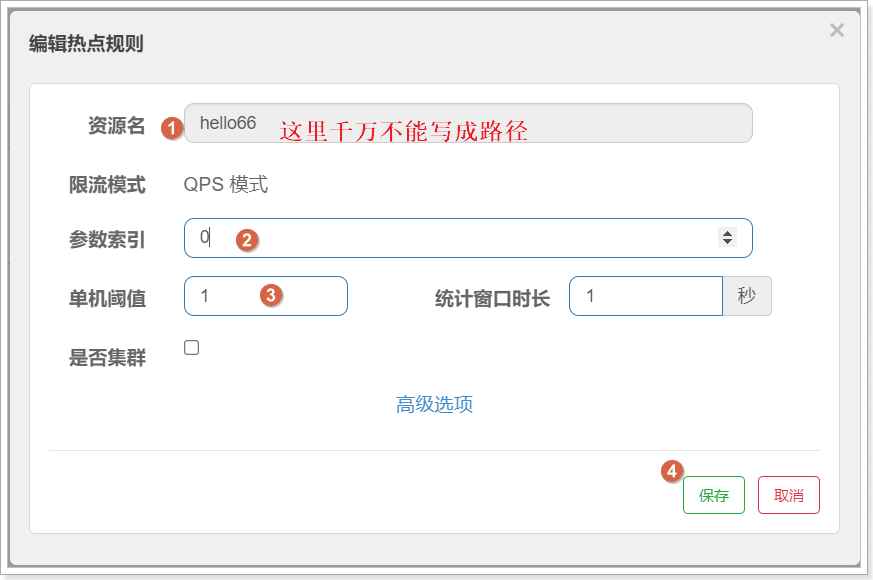 编辑热点规则 ×
资源名 1 hello66 这里千万不能写成路径
限流模式 QPS 模式
参数索引 0 2
单机阈值 1 3 统计窗口时长 1 秒
是否集群
高级选项
4
保存 取消